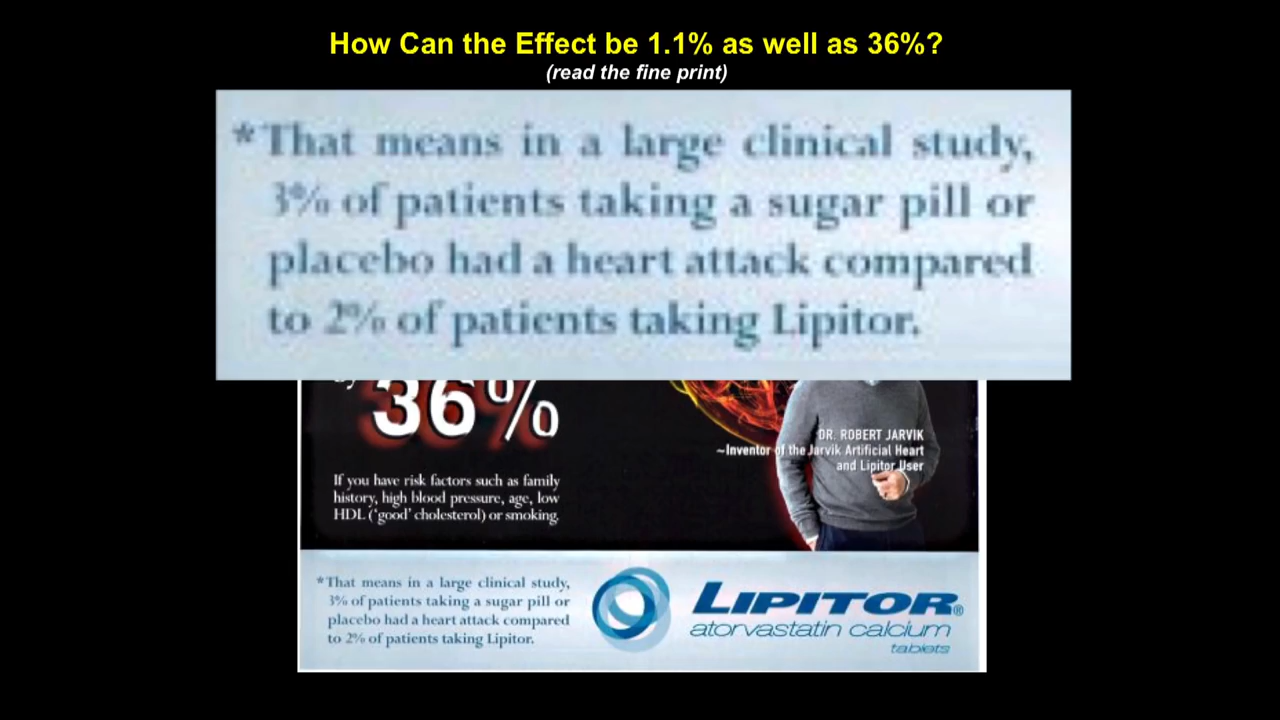 How Can the Effect be 1.1% as well as 36%?
(read the fine print)
*That means in a large clinical study,
3% of patients taking a sugar pill or
placebo had a heart attack compared
to 2% of patients taking Lipitor.
36%
DR. ROBERT JARVIK
~Inventor of the Jarvik Artificial Heart
and Lipitor User
If you have risk factors such as family
history, high blood pressure, age, low
HDL ('good' cholesterol) or smoking.
*That means in a large clinical study,
3% of patients taking a sugar pill or
placebo had a heart attack compared
to 2% of patients taking Lipitor.
LIPITOR®
atorvastatin calcium
tablets